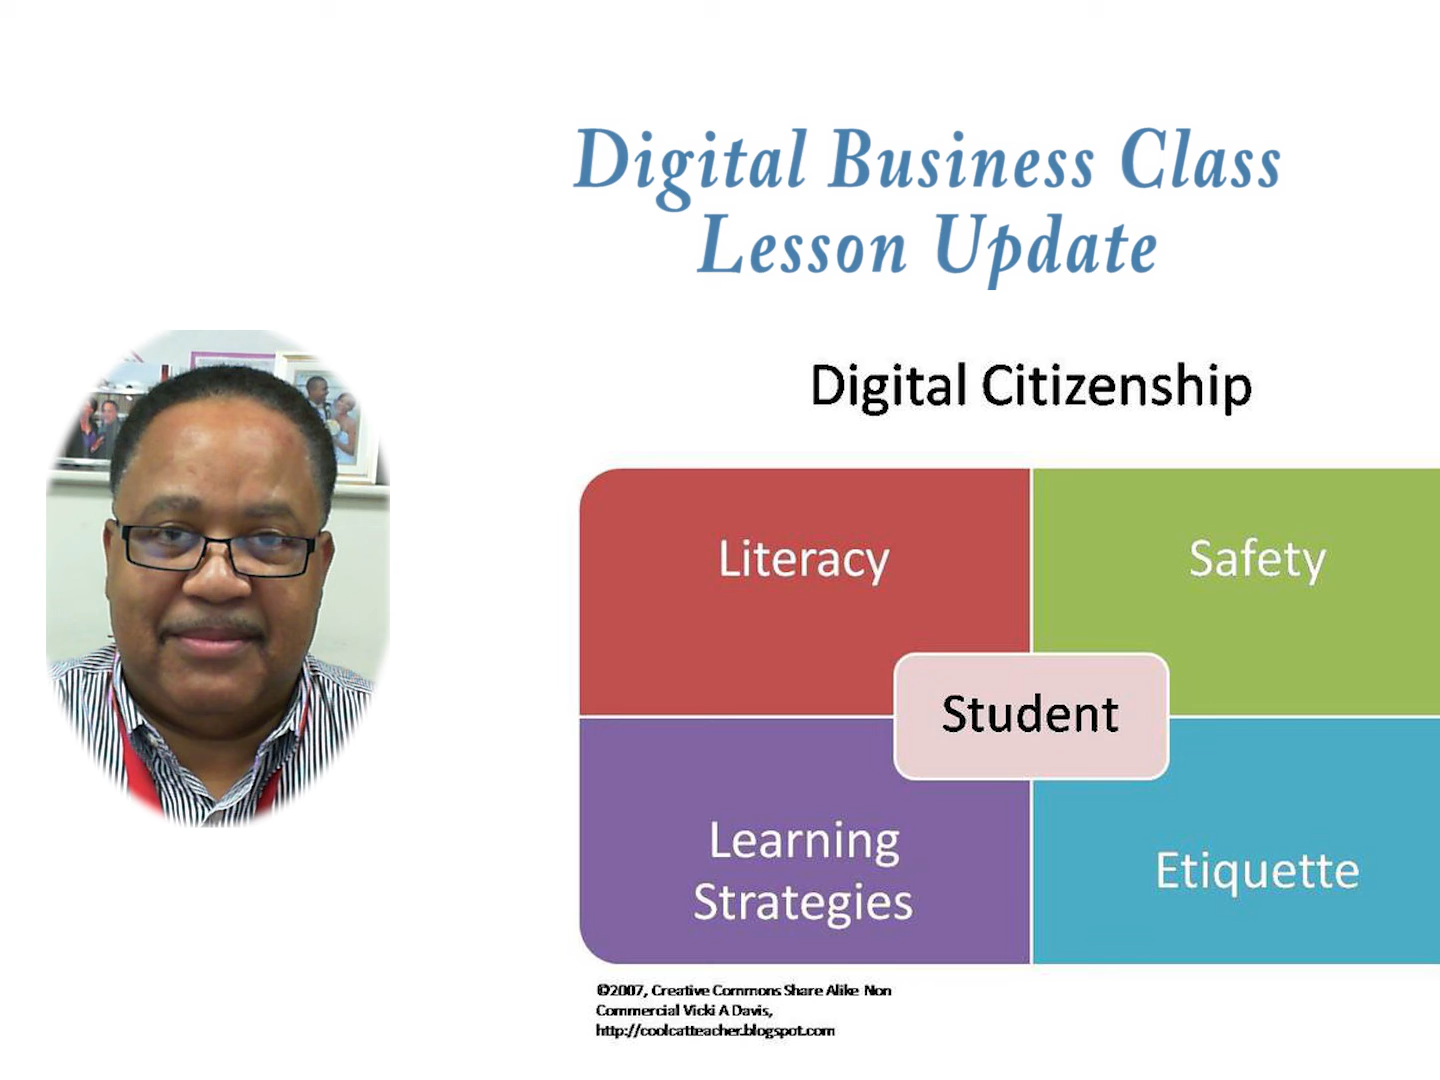 Digital Business Class
Lesson Update
Digital Citizenship
Literacy
Safety
Student
Learning
Strategies
Etiquette
©2007, Creative Commons Share Alike Non
Commercial Vicki A Davis,
http://coolcatteacher.blogspot.com